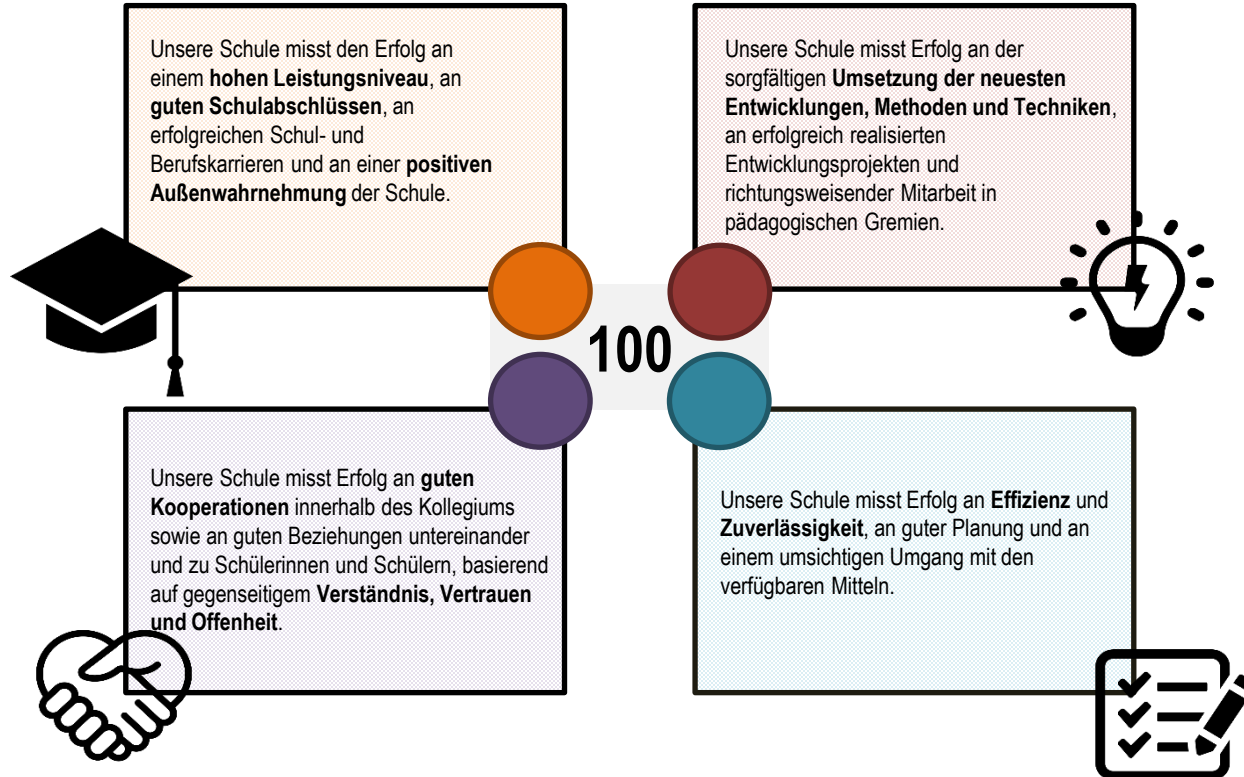 Unsere Schule misst den Erfolg an
einem hohen Leistungsniveau, an
guten Schulabschlüssen, an
erfolgreichen Schul- und
Berufskarrieren und an einer positiven
Außenwahrnehmung der Schule.
Unsere Schule misst Erfolg an der
sorgfältigen Umsetzung der neuesten
Entwicklungen, Methoden und Techniken,
an erfolgreich realisierten
Entwicklungsprojekten und
richtungsweisender Mitarbeit in
pädagogischen Gremien.
100
Unsere Schule misst Erfolg an guten
Kooperationen innerhalb des Kollegiums
sowie an guten Beziehungen untereinander
und zu Schülerinnen und Schülern, basierend
auf gegenseitigem Verständnis, Vertrauen
und Offenheit.
Unsere Schule misst Erfolg an Effizienz und
Zuverlässigkeit, an guter Planung und an
einem umsichtigen Umgang mit den
verfügbaren Mitteln.